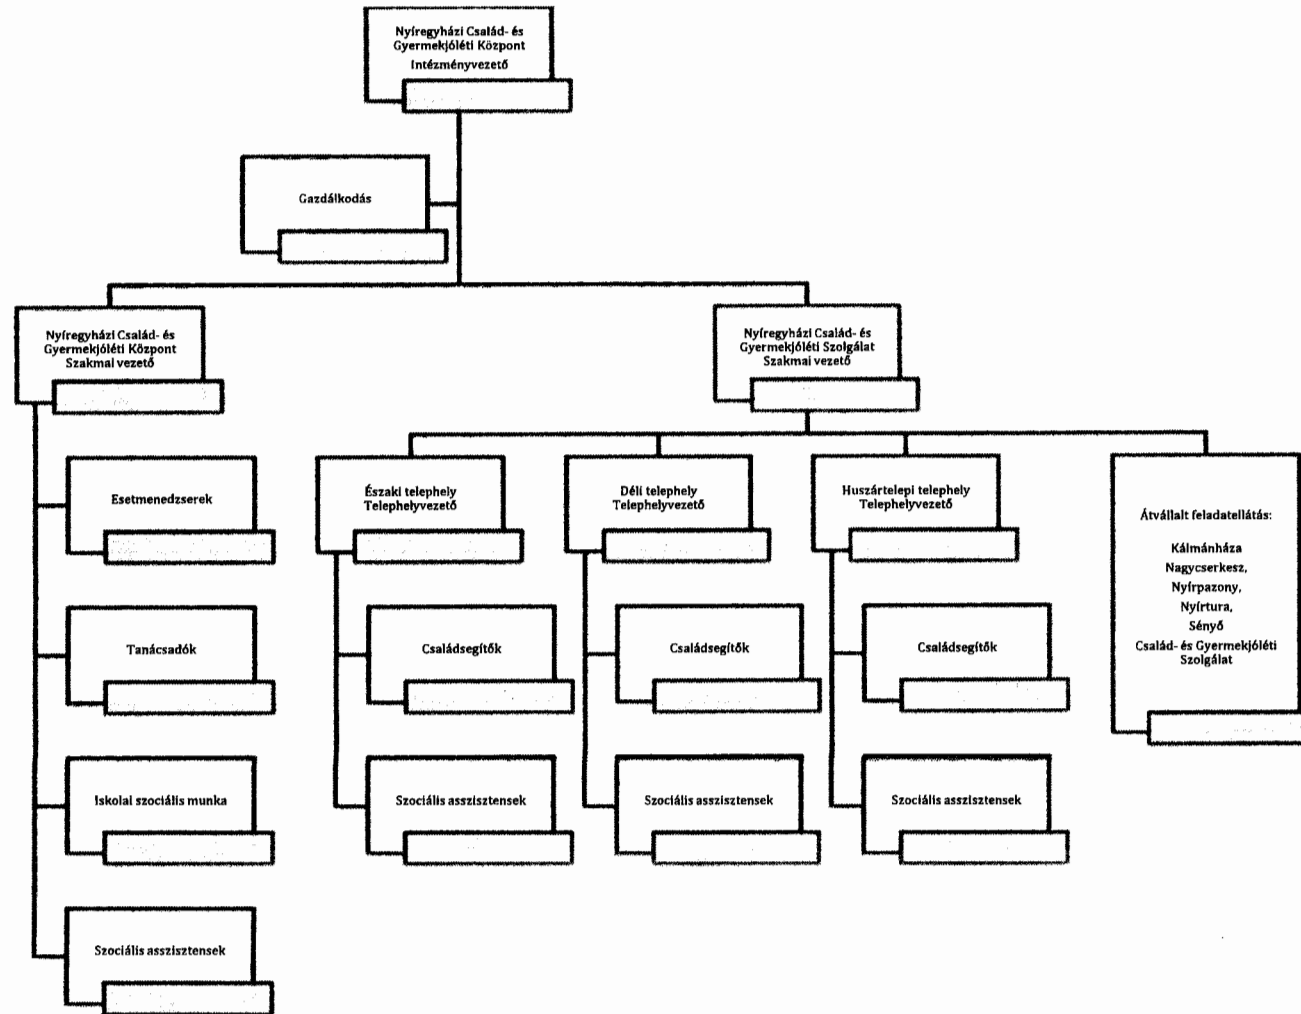 Nyíregyházi Család- és
Gyermekjóléti Központ
Intézményvezető
Gazdálkodás
Nyíregyházi Család- és
Gyermekjóléti Központ
Szakmai vezető
Nyíregyházi Család- és
Gyermekjóléti Szolgálat
Szakmai vezető
Esetmenedzserek
Tanácsadók
Iskolai szociális munka
Szociális asszisztensek
Északi telephely
Telephelyvezető
Családsegítők
Szociális asszisztensek
Déli telephely
Telephelyvezető
Családsegítők
Szociális asszisztensek
Huszártelepi telephely
Telephelyvezető
Családsegítők
Szociális asszisztensek
Átvállalt feladatellátás:
Kálmánháza
Nagycserkesz,
Nyírpazony,
Nyírtura,
Sényő
Család- és Gyermekjóléti
Szolgálat